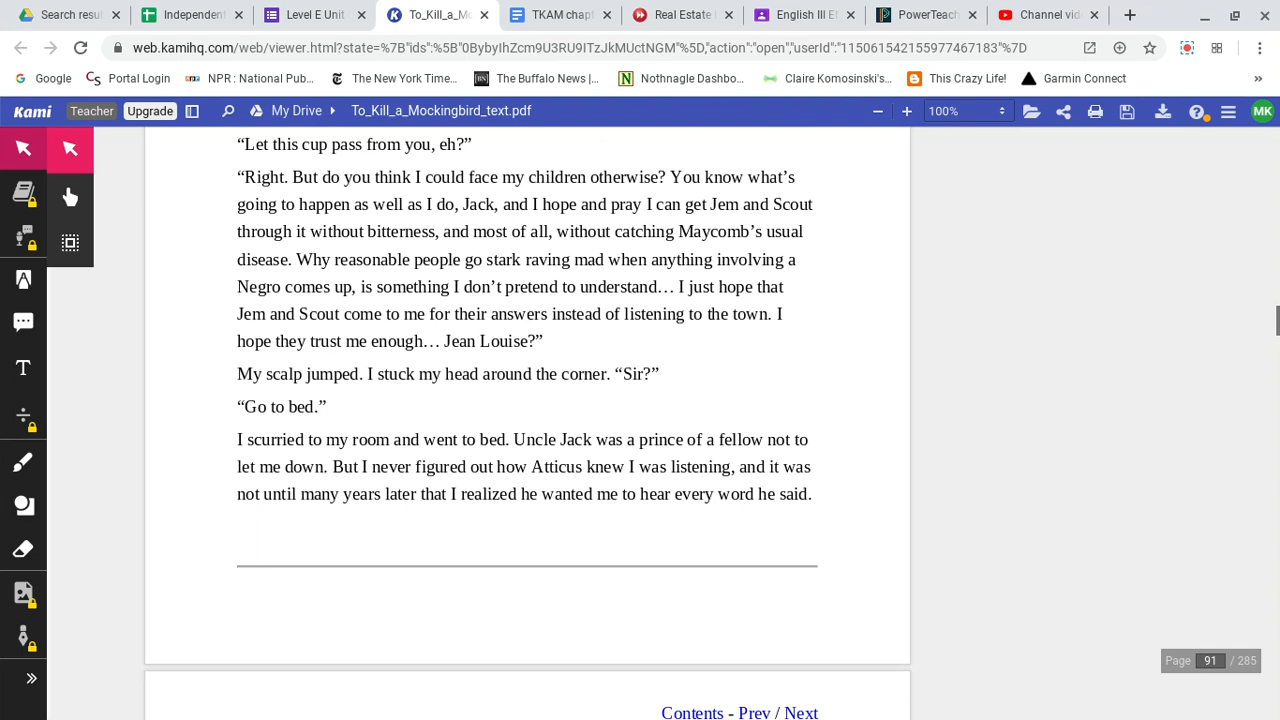 Search resul
Independent
Level E Unit
To_Kill_a_Mo
TKAM chapt
Real Estate I
English III EF
PowerTeach
Channel vide
web.kamihq.com/web/viewer.html?state=%7B"ids":%5B"0BybyIhZcm9U3RU9ITzJkMUctNGM"%5D,"action":"open","userId":"115061542155977467183"%7D
Google
Portal Login
NPR : National Pub...
The New York Time...
The Buffalo News |...
Nothnagle Dashbo...
Claire Komosinski's...
This Crazy Life!
Garmin Connect
»
Kami Teacher Upgrade My Drive To_Kill_a_Mockingbird_text.pdf 100% MK
“Let this cup pass from you, eh?”
“Right. But do you think I could face my children otherwise? You know what’s
going to happen as well as I do, Jack, and I hope and pray I can get Jem and Scout
through it without bitterness, and most of all, without catching Maycomb’s usual
disease. Why reasonable people go stark raving mad when anything involving a
Negro comes up, is something I don’t pretend to understand… I just hope that
Jem and Scout come to me for their answers instead of listening to the town. I
hope they trust me enough… Jean Louise?”
My scalp jumped. I stuck my head around the corner. “Sir?”
“Go to bed.”
I scurried to my room and went to bed. Uncle Jack was a prince of a fellow not to
let me down. But I never figured out how Atticus knew I was listening, and it was
not until many years later that I realized he wanted me to hear every word he said.
Page 91 / 285
Contents - Prev / Next